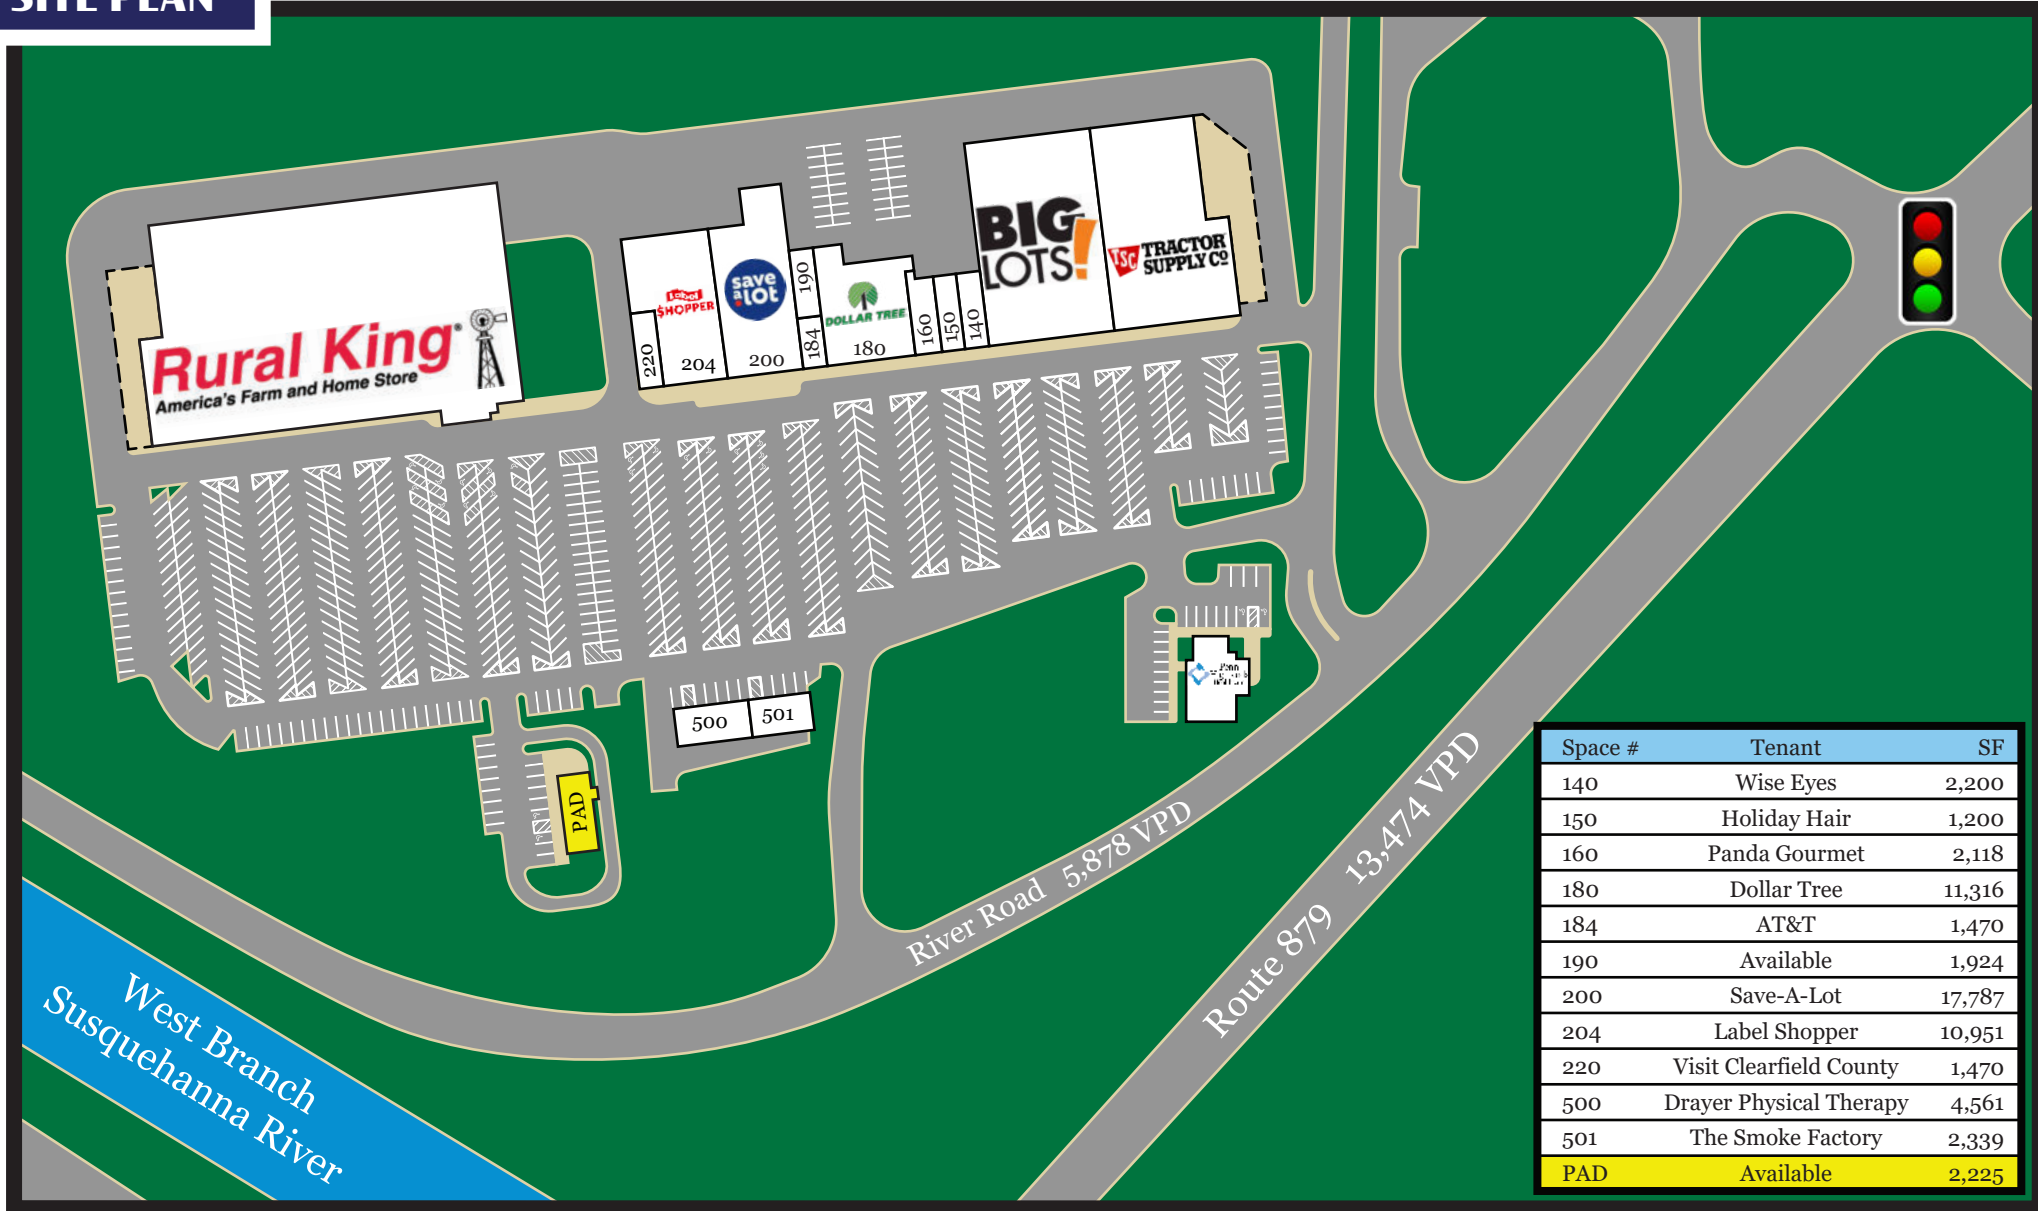 SITE PLAN
Rural King®
America's Farm and Home Store
Label
$HOPPER
save
a lot
DOLLAR TREE
BIG
LOTS!
TSC
TRACTOR
SUPPLY CO
220
204
200
190
184
180
160
150
140
500
501
PAD
Penn
River Road 5,878 VPD
Route 879 13,474 VPD
West Branch
Susquehanna River
Space # Tenant SF
140 Wise Eyes 2,200
150 Holiday Hair 1,200
160 Panda Gourmet 2,118
180 Dollar Tree 11,316
184 AT&T 1,470
190 Available 1,924
200 Save-A-Lot 17,787
204 Label Shopper 10,951
220 Visit Clearfield County 1,470
500 Drayer Physical Therapy 4,561
501 The Smoke Factory 2,339
PAD Available 2,225